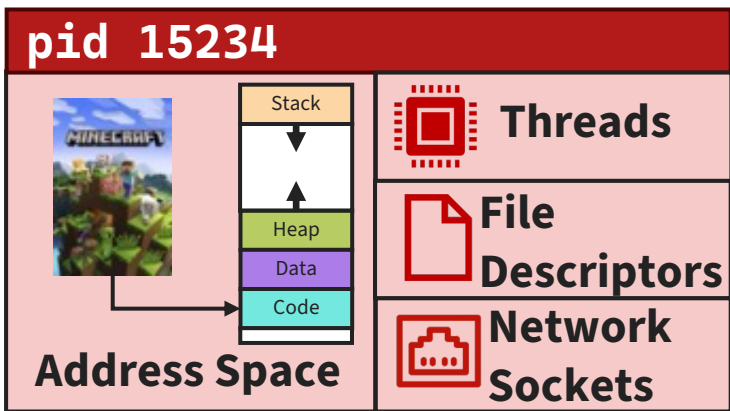 pid 15234
MINECRAFT
Stack
Heap
Data
Code
Address Space
Threads
File
Descriptors
Network
Sockets